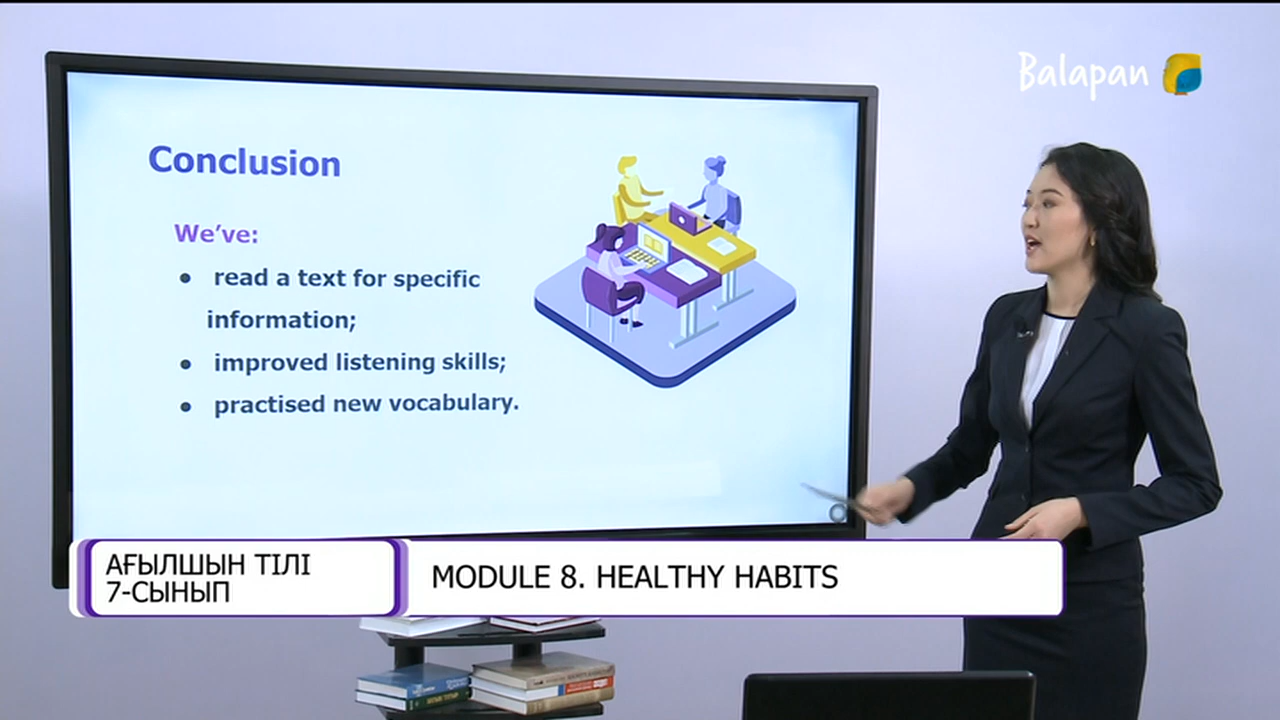 Balapan
Conclusion
We've:
• read a text for specific
information;
• improved listening skills;
• practised new vocabulary.
АҒЫЛШЫН ТІЛІ
7-СЫНЫП
MODULE 8. HEALTHY HABITS